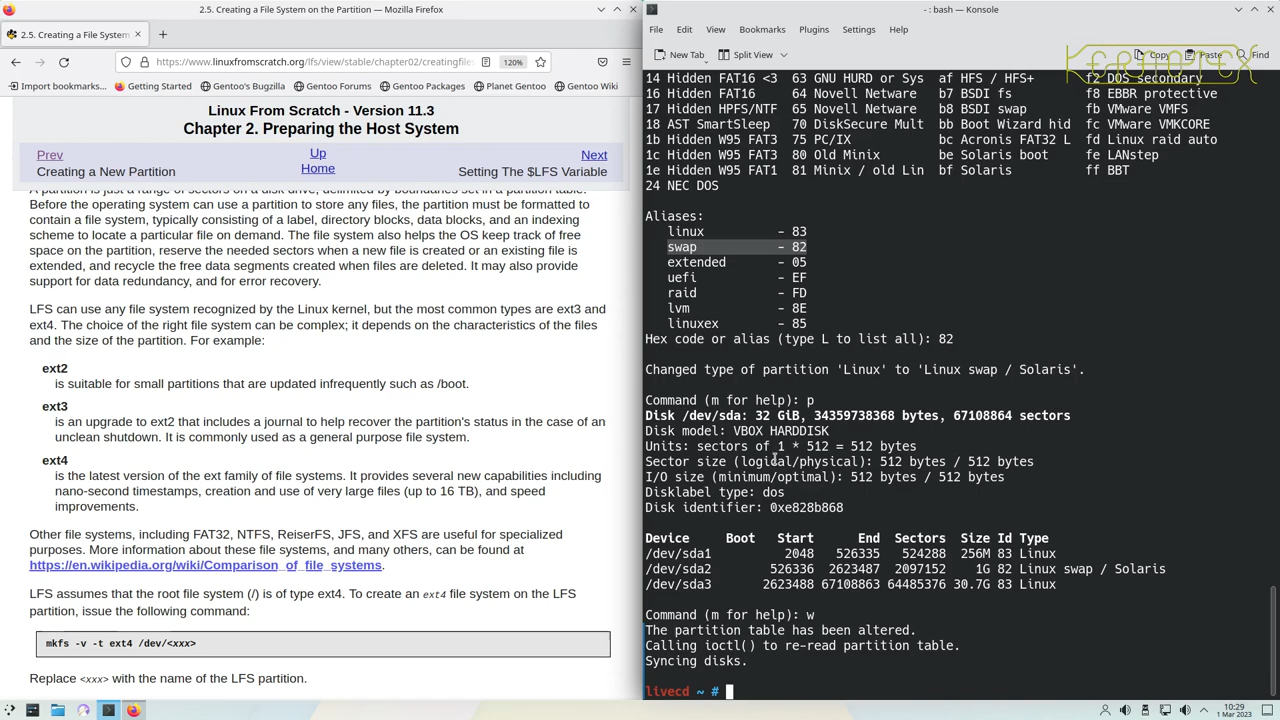 2.5. Creating a File System on the Partition — Mozilla Firefox
2.5. Creating a File System
https://www.linuxfromscratch.org/lfs/view/stable/chapter02/creatingfiles
120%
Import bookmarks...
Getting Started
Gentoo's Bugzilla
Gentoo Forums
Gentoo Packages
Planet Gentoo
Gentoo Wiki
Linux From Scratch - Version 11.3
Chapter 2. Preparing the Host System
Prev
Up
Next
Creating a New Partition
Home
Setting The $LFS Variable
A partition is just a range of sectors on a disk drive, delimited by boundaries set in a partition table.
Before the operating system can use a partition to store any files, the partition must be formatted to
contain a file system, typically consisting of a label, directory blocks, data blocks, and an indexing
scheme to locate a particular file on demand. The file system also helps the OS keep track of free
space on the partition, reserve the needed sectors when a new file is created or an existing file is
extended, and recycle the free data segments created when files are deleted. It may also provide
support for data redundancy, and for error recovery.
LFS can use any file system recognized by the Linux kernel, but the most common types are ext3 and
ext4. The choice of the right file system can be complex; it depends on the characteristics of the files
and the size of the partition. For example:
ext2
is suitable for small partitions that are updated infrequently such as /boot.
ext3
is an upgrade to ext2 that includes a journal to help recover the partition's status in the case of an
unclean shutdown. It is commonly used as a general purpose file system.
ext4
is the latest version of the ext family of file systems. It provides several new capabilities including
nano-second timestamps, creation and use of very large files (up to 16 TB), and speed
improvements.
Other file systems, including FAT32, NTFS, ReiserFS, JFS, and XFS are useful for specialized
purposes. More information about these file systems, and many others, can be found at
https://en.wikipedia.org/wiki/Comparison_of_file_systems.
LFS assumes that the root file system (/) is of type ext4. To create an ext4 file system on the LFS
partition, issue the following command:
mkfs -v -t ext4 /dev/<xxx>
Replace <xxx> with the name of the LFS partition.
- : bash — Konsole
File Edit View Bookmarks Plugins Settings Help
New Tab Split View Copy Paste Find
KERNOTEX
14 Hidden FAT16 <3 63 GNU HURD or Sys af HFS / HFS+ f2 DOS secondary
16 Hidden FAT16 64 Novell Netware b7 BSDI fs f8 EBBR protective
17 Hidden HPFS/NTF 65 Novell Netware b8 BSDI swap fb VMware VMFS
18 AST SmartSleep 70 DiskSecure Mult bb Boot Wizard hid fc VMware VMKCORE
1b Hidden W95 FAT3 75 PC/IX bc Acronis FAT32 L fd Linux raid auto
1c Hidden W95 FAT3 80 Old Minix be Solaris boot fe LANstep
1e Hidden W95 FAT1 81 Minix / old Lin bf Solaris ff BBT
24 NEC DOS
Aliases:
linux - 83
swap - 82
extended - 05
uefi - EF
raid - FD
lvm - 8E
linuxex - 85
Hex code or alias (type L to list all): 82
Changed type of partition 'Linux' to 'Linux swap / Solaris'.
Command (m for help): p
Disk /dev/sda: 32 GiB, 34359738368 bytes, 67108864 sectors
Disk model: VBOX HARDDISK
Units: sectors of 1 * 512 = 512 bytes
Sector size (logical/physical): 512 bytes / 512 bytes
I/O size (minimum/optimal): 512 bytes / 512 bytes
Disklabel type: dos
Disk identifier: 0xe828b868
Device Boot Start End Sectors Size Id Type
/dev/sda1 2048 526335 524288 256M 83 Linux
/dev/sda2 526336 2623487 2097152 1G 82 Linux swap / Solaris
/dev/sda3 2623488 67108863 64485376 30.7G 83 Linux
Command (m for help): w
The partition table has been altered.
Calling ioctl() to re-read partition table.
Syncing disks.
livecd ~ #
10:29
1 Mar 2023